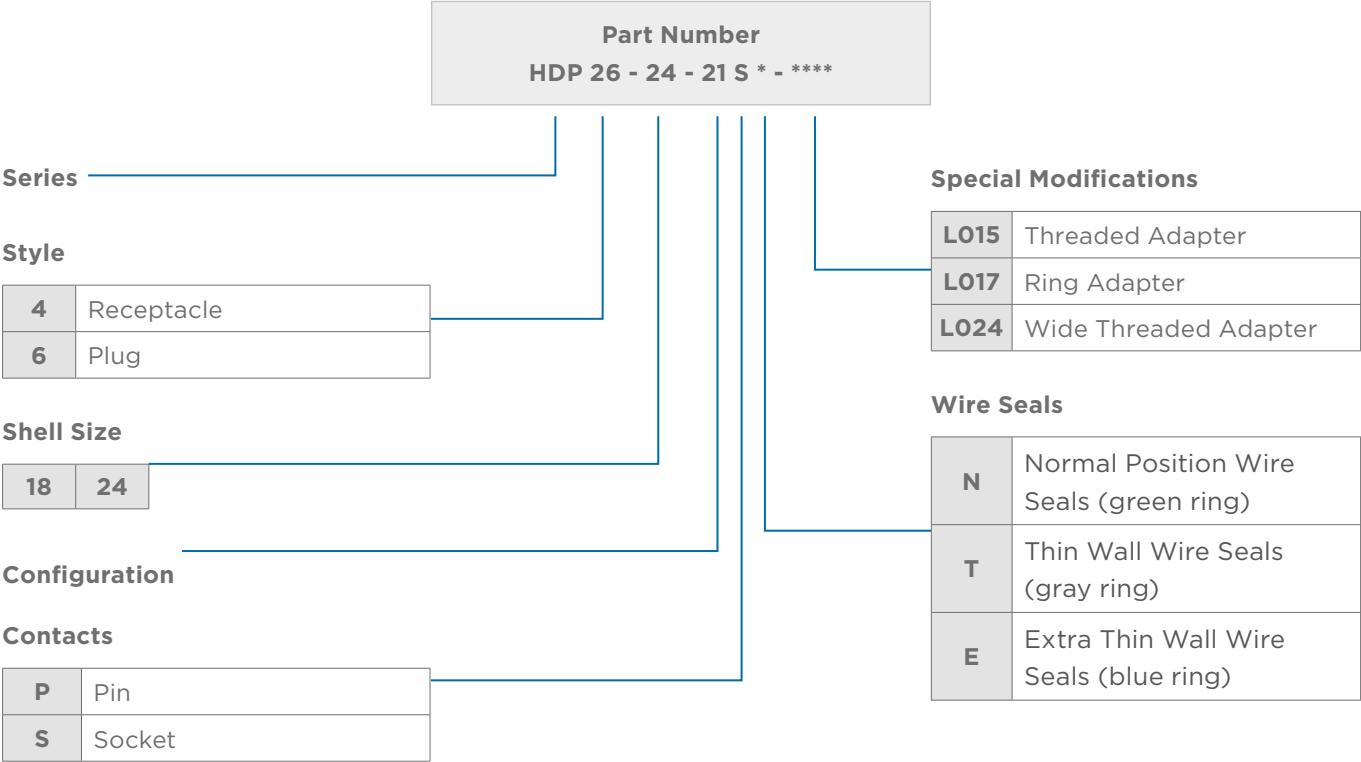 Part Number
HDP 26 - 24 - 21 S * - ****
Series
Style
4 Receptacle
6 Plug
Shell Size
18 24
Configuration
Contacts
P Pin
S Socket
Special Modifications
L015 Threaded Adapter
L017 Ring Adapter
L024 Wide Threaded Adapter
Wire Seals
N Normal Position Wire
Seals (green ring)
T Thin Wall Wire Seals
(gray ring)
E Extra Thin Wall Wire
Seals (blue ring)